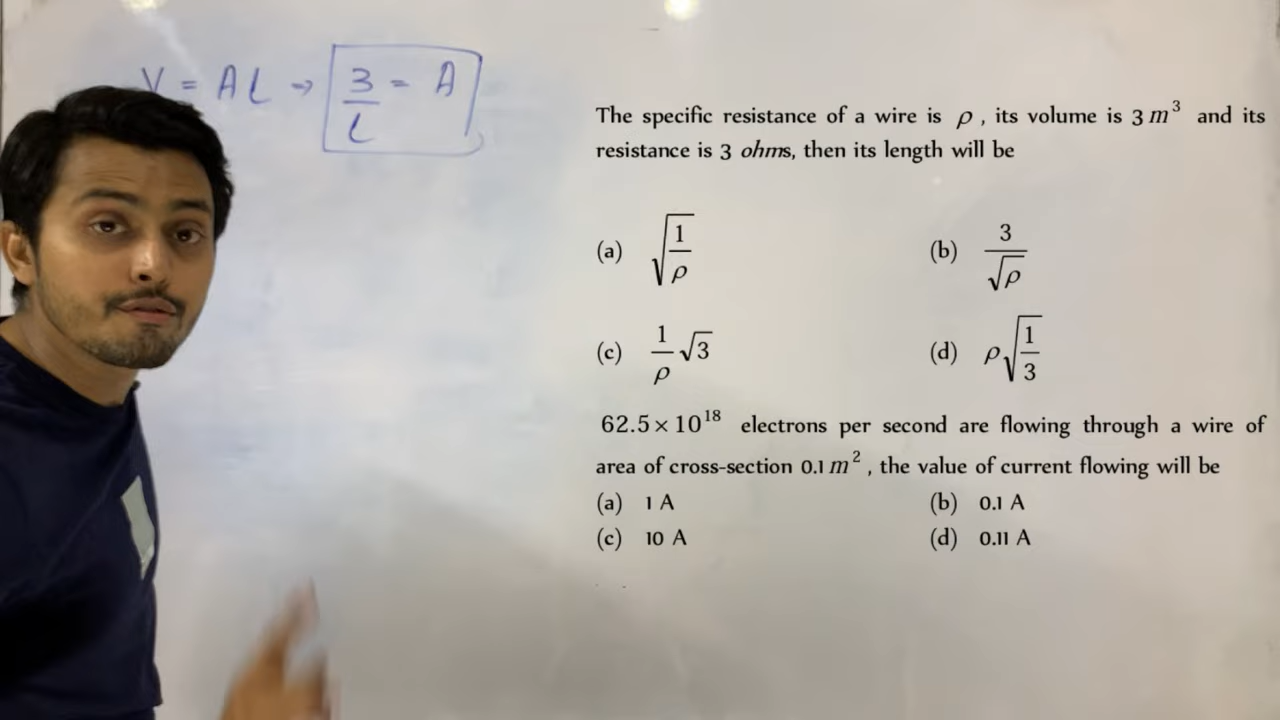 V = AL → 3/L = A
The specific resistance of a wire is ρ , its volume is 3 m³ and its
resistance is 3 ohms, then its length will be
(a) √(1/ρ) (b) 3/√ρ
(c) 1/ρ √3 (d) ρ√(1/3)
62.5 × 10¹⁸ electrons per second are flowing through a wire of
area of cross-section 0.1 m² , the value of current flowing will be
(a) 1 A (b) 0.1 A
(c) 10 A (d) 0.11 A